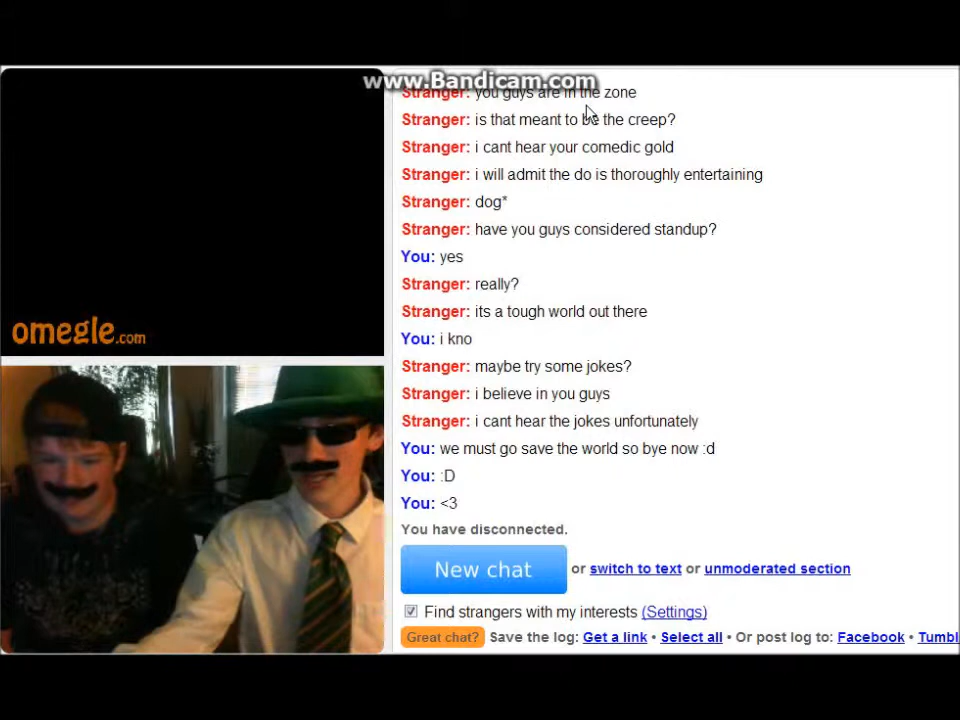 www.Bandicam.com
Stranger: you guys are in the zone
Stranger: is that meant to be the creep?
Stranger: i cant hear your comedic gold
Stranger: i will admit the do is thoroughly entertaining
Stranger: dog*
Stranger: have you guys considered standup?
You: yes
Stranger: really?
Stranger: its a tough world out there
You: i kno
Stranger: maybe try some jokes?
Stranger: i believe in you guys
Stranger: i cant hear the jokes unfortunately
You: we must go save the world so bye now :d
You: :D
You: <3
You have disconnected.
New chat or switch to text or unmoderated section
Find strangers with my interests (Settings)
Great chat? Save the log: Get a link • Select all • Or post log to: Facebook • Tumbl
omegle.com